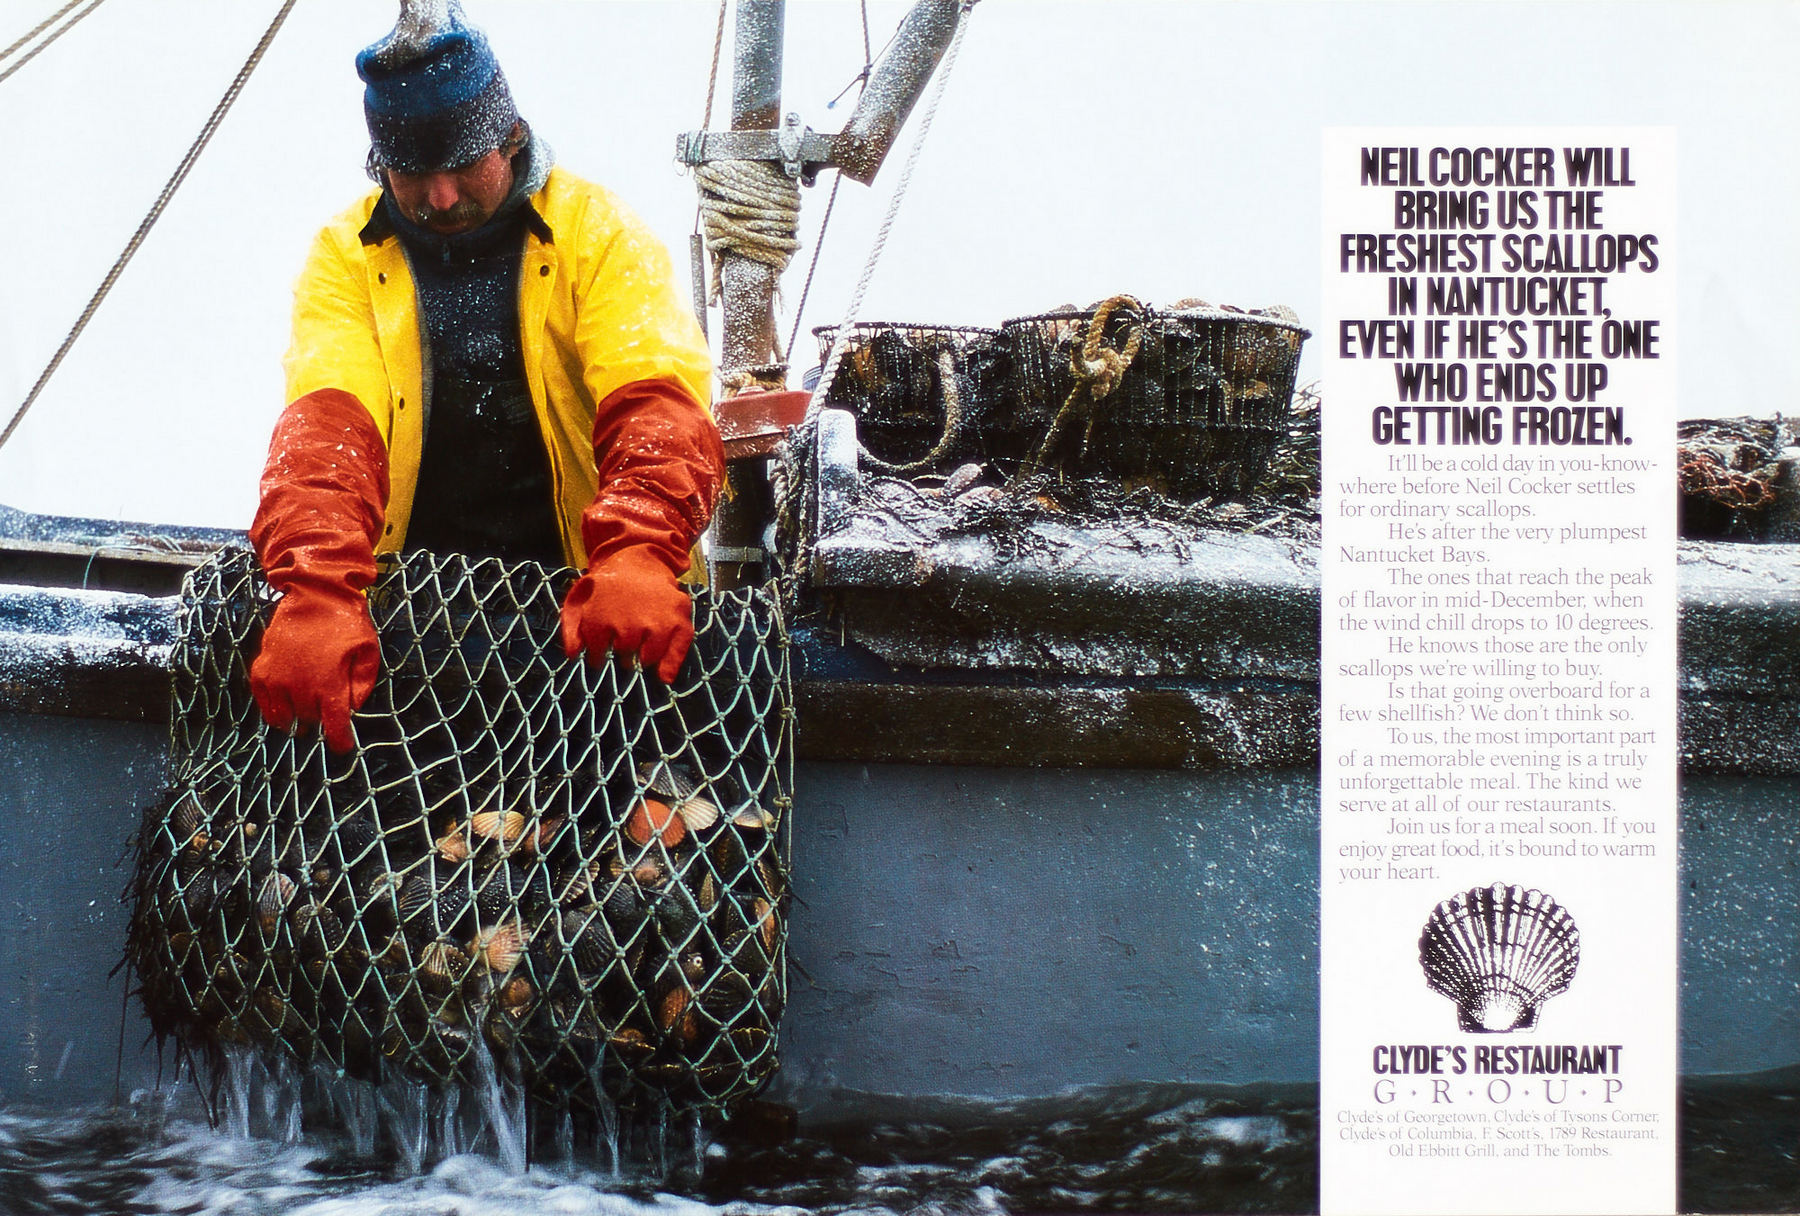 NEIL COCKER WILL
BRING US THE
FRESHEST SCALLOPS
IN NANTUCKET,
EVEN IF HE'S THE ONE
WHO ENDS UP
GETTING FROZEN.
It'll be a cold day in you-know-
where before Neil Cocker settles
for ordinary scallops.
He's after the very plumpest
Nantucket Bays.
The ones that reach the peak
of flavor in mid-December, when
the wind chill drops to 10 degrees.
He knows those are the only
scallops we're willing to buy.
Is that going overboard for a
few shellfish? We don't think so.
To us, the most important part
of a memorable evening is a truly
unforgettable meal. The kind we
serve at all of our restaurants.
Join us for a meal soon. If you
enjoy great food, it's bound to warm
your heart.
CLYDE'S RESTAURANT
G·R·O·U·P
Clyde's of Georgetown, Clyde's of Tysons Corner,
Clyde's of Columbia, F. Scott's, 1789 Restaurant,
Old Ebbitt Grill, and The Tombs.